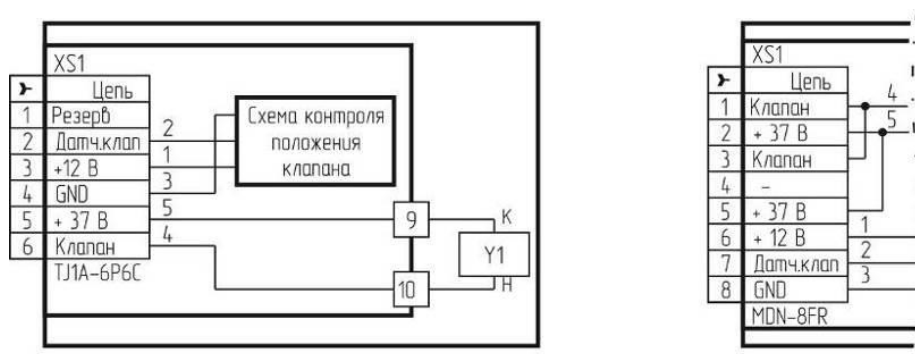 XS1
Цепь
1 Резерв
2 Датч.клап 2
3 +12 В 1
4 GND 3
5 + 37 В 5
6 Клапан 4
TJ1A-6P6C
Схема контроля
положения
клапана
9
10
К
Y1
Н
XS1
Цепь
1 Клапан 4
2 + 37 В 5
3 Клапан
4 –
5 + 37 В
6 + 12 В 1
7 Датч.клап 2
8 GND 3
MDN-8FR